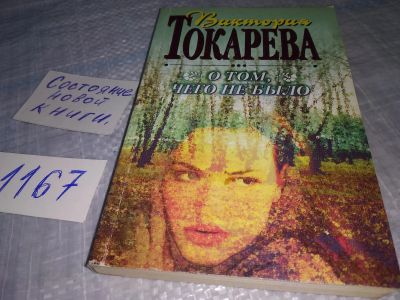 Виктория
ТОКАРЕВА
О ТОМ,
ЧЕГО НЕ БЫЛО
Состояние
новой
книги.
1167